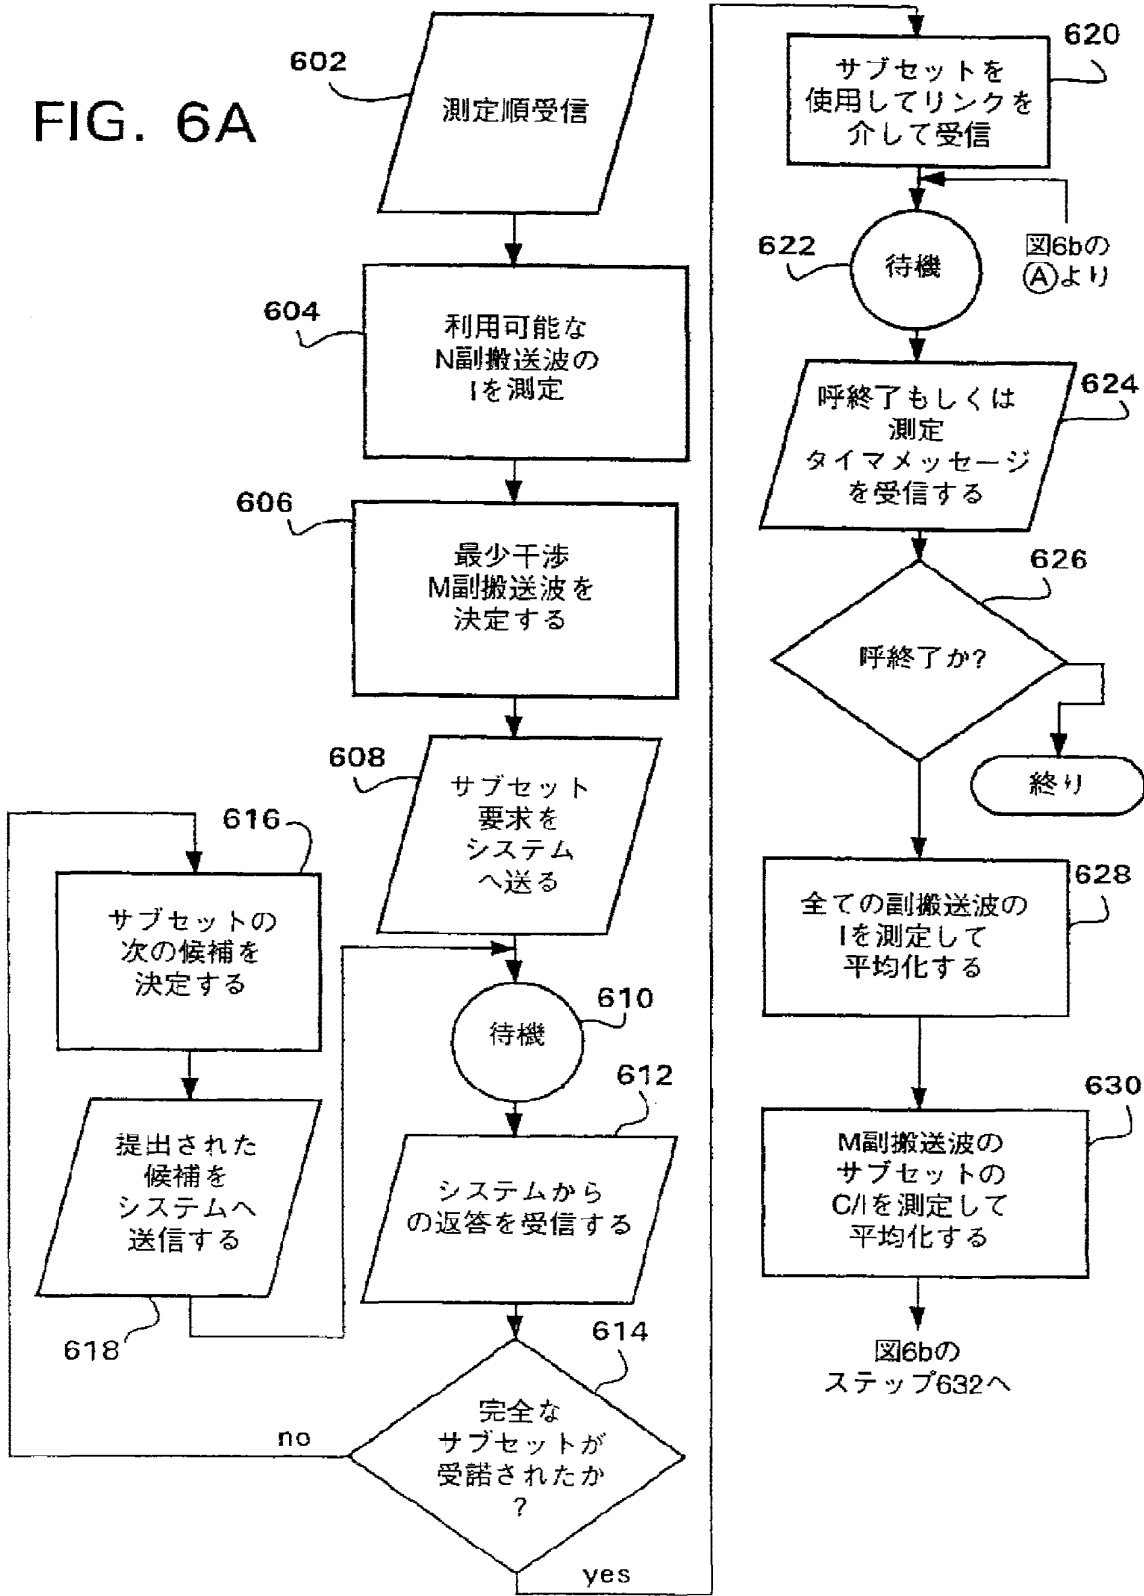 FIG. 6A
602
測定順受信
604
利用可能な
N副搬送波の
Iを測定
606
最少干渉
M副搬送波を
決定する
608
サブセット
要求を
システム
へ送る
610
待機
612
システムから
の返答を受信する
614
完全な
サブセットが
受諾されたか
?
no
yes
616
サブセットの
次の候補を
決定する
提出された
候補を
システムへ
送信する
618
620
サブセットを
使用してリンクを
介して受信
622
待機
図6bの
Ⓐより
624
呼終了もしくは
測定
タイマメッセージ
を受信する
626
呼終了か?
終り
628
全ての副搬送波の
Iを測定して
平均化する
630
M副搬送波の
サブセットの
C/Iを測定して
平均化する
図6bの
ステップ632へ